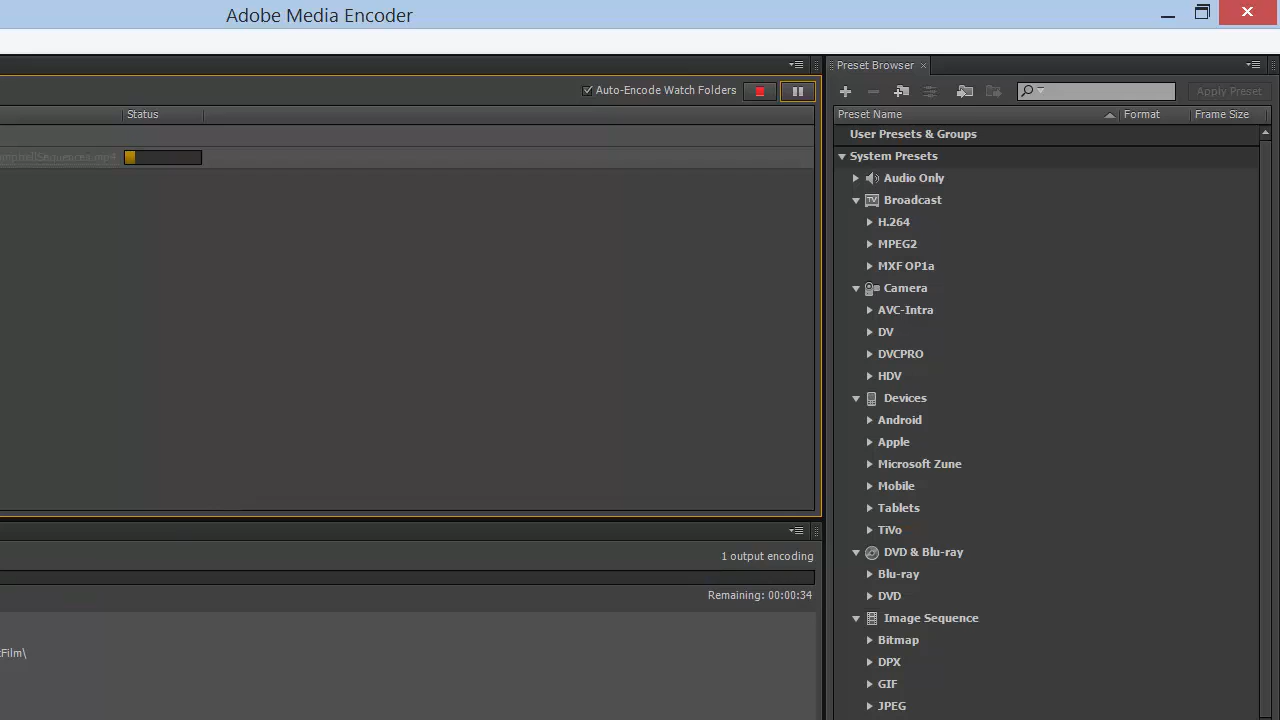 Adobe Media Encoder
Auto-Encode Watch Folders
Status
1 output encoding
Remaining: 00:00:34
tFilm\
Preset Browser ×
Apply Preset
Preset Name Format Frame Size
User Presets & Groups
System Presets
Audio Only
TV Broadcast
H.264
MPEG2
MXF OP1a
Camera
AVC-Intra
DV
DVCPRO
HDV
Devices
Android
Apple
Microsoft Zune
Mobile
Tablets
TiVo
DVD & Blu-ray
Blu-ray
DVD
Image Sequence
Bitmap
DPX
GIF
JPEG